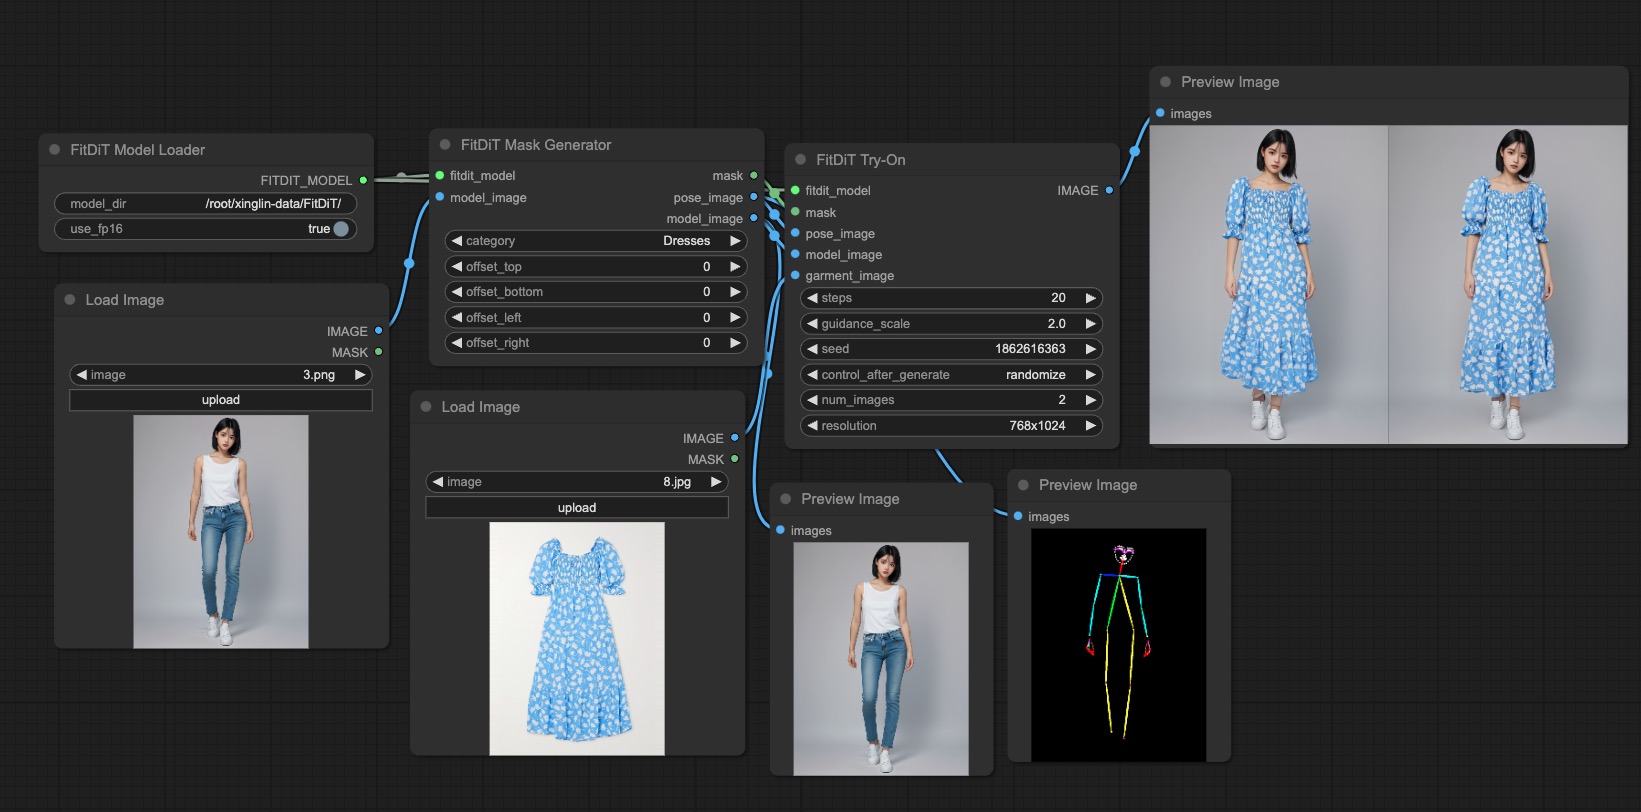 FitDiT Model Loader
FITDIT_MODEL
model_dir /root/xinglin-data/FitDiT/
use_fp16 true
Load Image
IMAGE
MASK
image 3.png
upload
FitDiT Mask Generator
fitdit_model mask
model_image pose_image
model_image
category Dresses
offset_top 0
offset_bottom 0
offset_left 0
offset_right 0
Load Image
IMAGE
MASK
image 8.jpg
upload
FitDiT Try-On
fitdit_model IMAGE
mask
pose_image
model_image
garment_image
steps 20
guidance_scale 2.0
seed 1862616363
control_after_generate randomize
num_images 2
resolution 768x1024
Preview Image
images
Preview Image
images
Preview Image
images